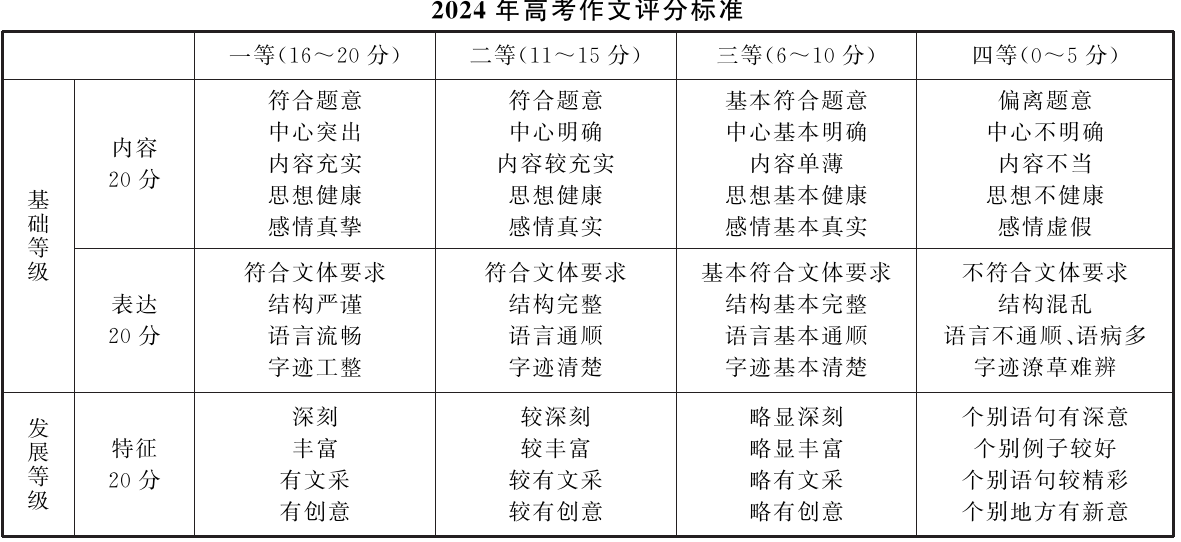 2024 年高考作文评分标准
一等(16～20 分)
二等(11～15 分)
三等(6～10 分)
四等(0～5 分)
基础等级
内容
20 分
符合题意
中心突出
内容充实
思想健康
感情真挚
符合题意
中心明确
内容较充实
思想健康
感情真实
基本符合题意
中心基本明确
内容单薄
思想基本健康
感情基本真实
偏离题意
中心不明确
内容不当
思想不健康
感情虚假
表达
20 分
符合文体要求
结构严谨
语言流畅
字迹工整
符合文体要求
结构完整
语言通顺
字迹清楚
基本符合文体要求
结构基本完整
语言基本通顺
字迹基本清楚
不符合文体要求
结构混乱
语言不通顺、语病多
字迹潦草难辨
发展等级
特征
20 分
深刻
丰富
有文采
有创意
较深刻
较丰富
较有文采
较有创意
略显深刻
略显丰富
略有文采
略有创意
个别语句有深意
个别例子较好
个别语句较精彩
个别地方有新意